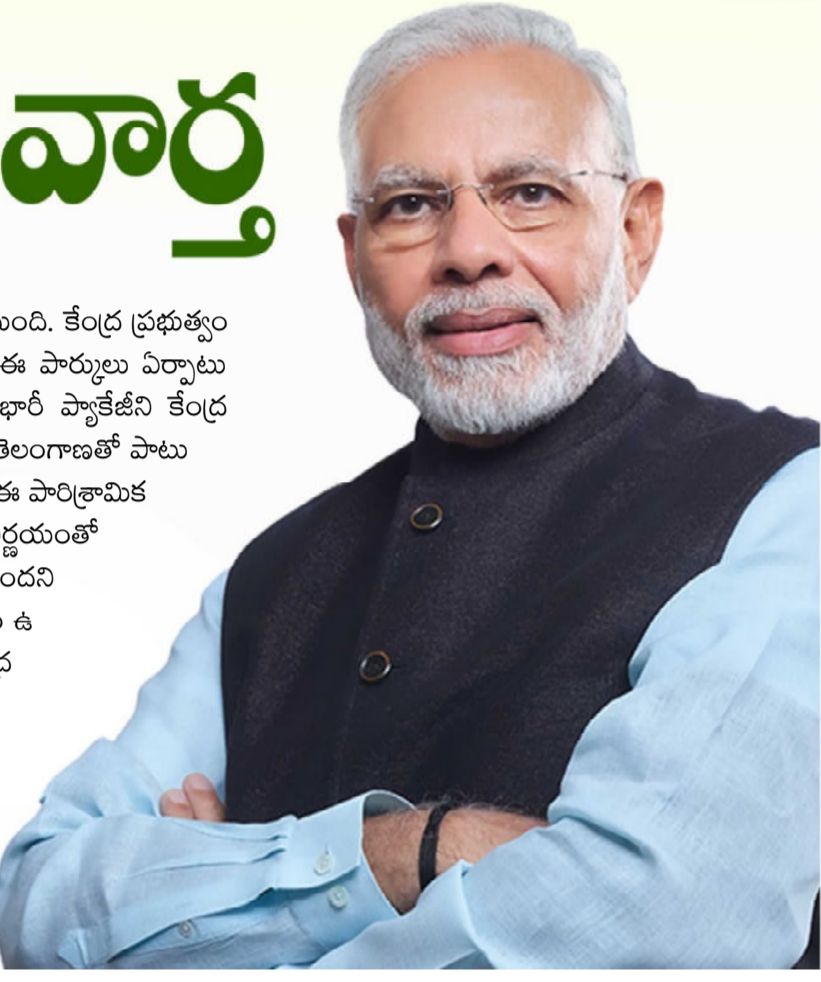 వార్త
కేంద్ర ప్రభుత్వం
ఈ పార్కులు ఏర్పాటు
భారీ ప్యాకేజీని కేంద్ర
తెలంగాణతో పాటు
ఈ పారిశ్రామిక
ర్ణయంతో
ందని
ఉ